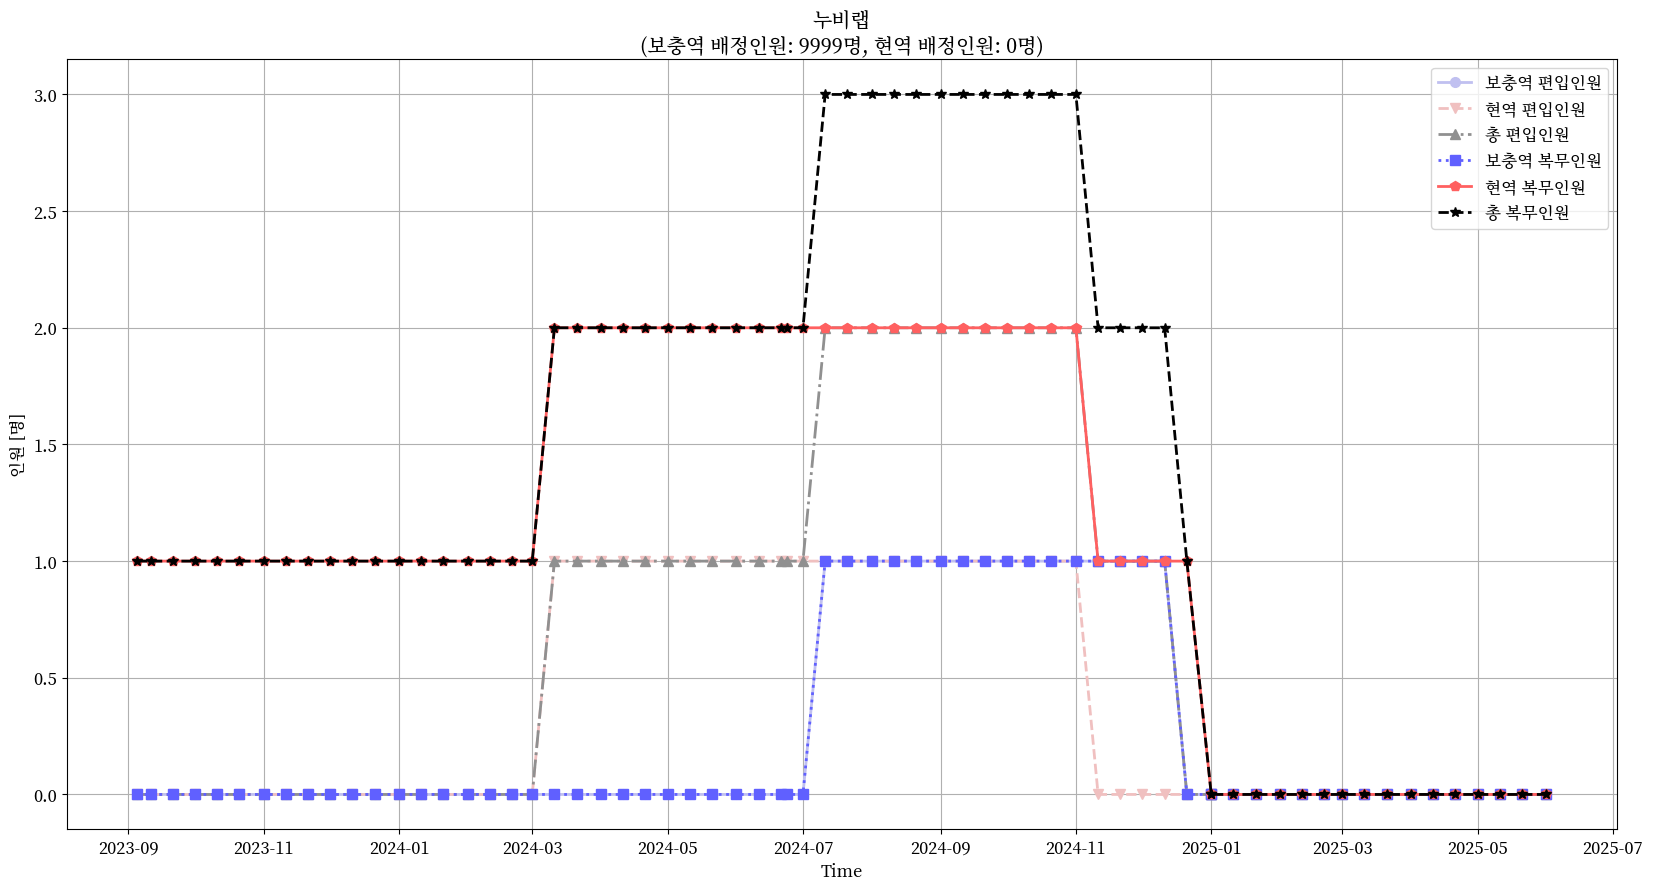 누비랩
(보충역 배정인원: 9999명, 현역 배정인원: 0명)
3.0
2.5
2.0
1.5
1.0
0.5
0.0
인원 [명]
보충역 편입인원
현역 편입인원
총 편입인원
보충역 복무인원
현역 복무인원
총 복무인원
2023-09 2023-11 2024-01 2024-03 2024-05 2024-07 2024-09 2024-11 2025-01 2025-03 2025-05 2025-07
Time